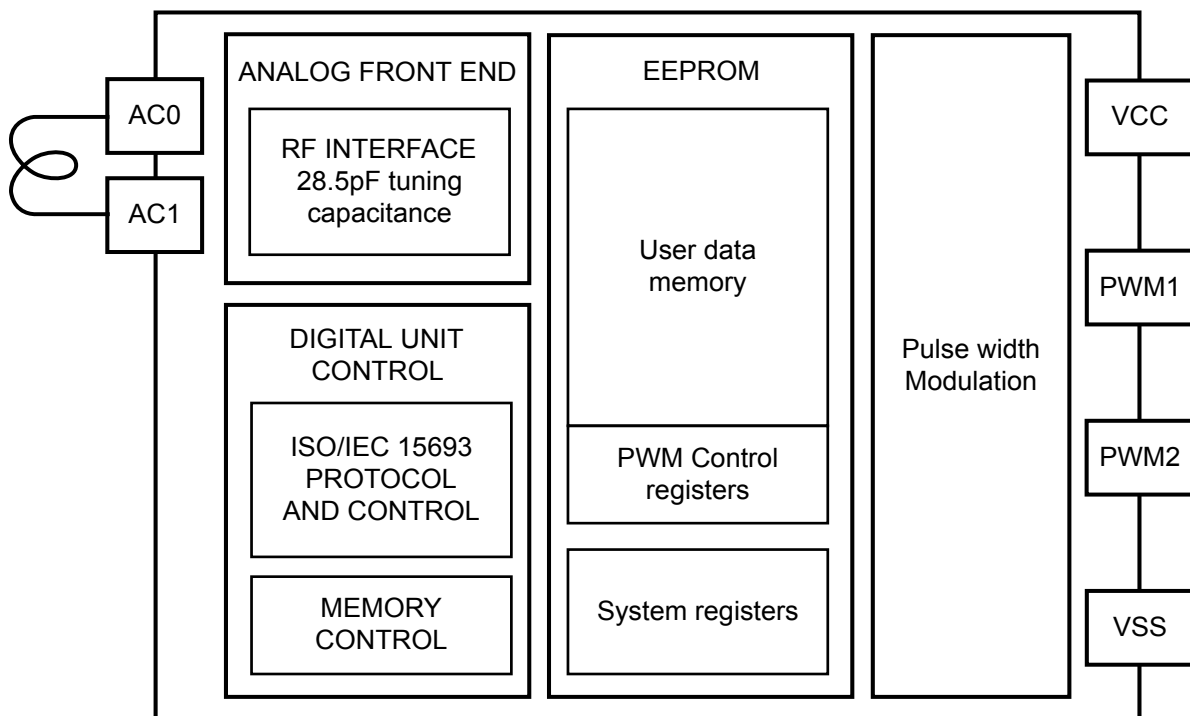 AC0
AC1
ANALOG FRONT END
RF INTERFACE
28.5pF tuning
capacitance
DIGITAL UNIT
CONTROL
ISO/IEC 15693
PROTOCOL
AND CONTROL
MEMORY
CONTROL
EEPROM
User data
memory
PWM Control
registers
System registers
Pulse width
Modulation
VCC
PWM1
PWM2
VSS